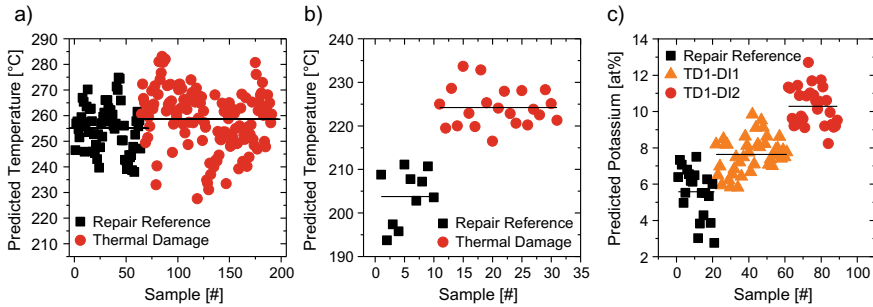 a)
Predicted Temperature [°C]
290
280
270
260
250
240
230
220
210
0 50 100 150 200
Sample [#]
Repair Reference
Thermal Damage
b)
Predicted Temperature [°C]
240
230
220
210
200
190
0 5 10 15 20 25 30 35
Sample [#]
Repair Reference
Thermal Damage
c)
Predicted Potassium [at%]
14
12
10
8
6
4
2
0 20 40 60 80 100
Sample [#]
Repair Reference
TD1-DI1
TD1-DI2